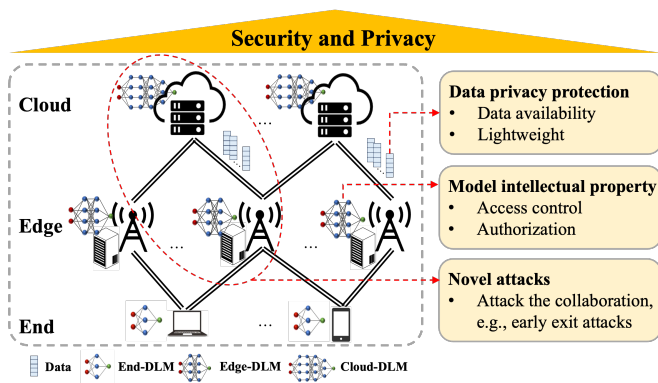 Security and Privacy
Cloud
...
...
Data privacy protection
• Data availability
• Lightweight
Edge
...
...
Model intellectual property
• Access control
• Authorization
Novel attacks
• Attack the collaboration,
e.g., early exit attacks
End
...
Data
End-DLM
Edge-DLM
Cloud-DLM